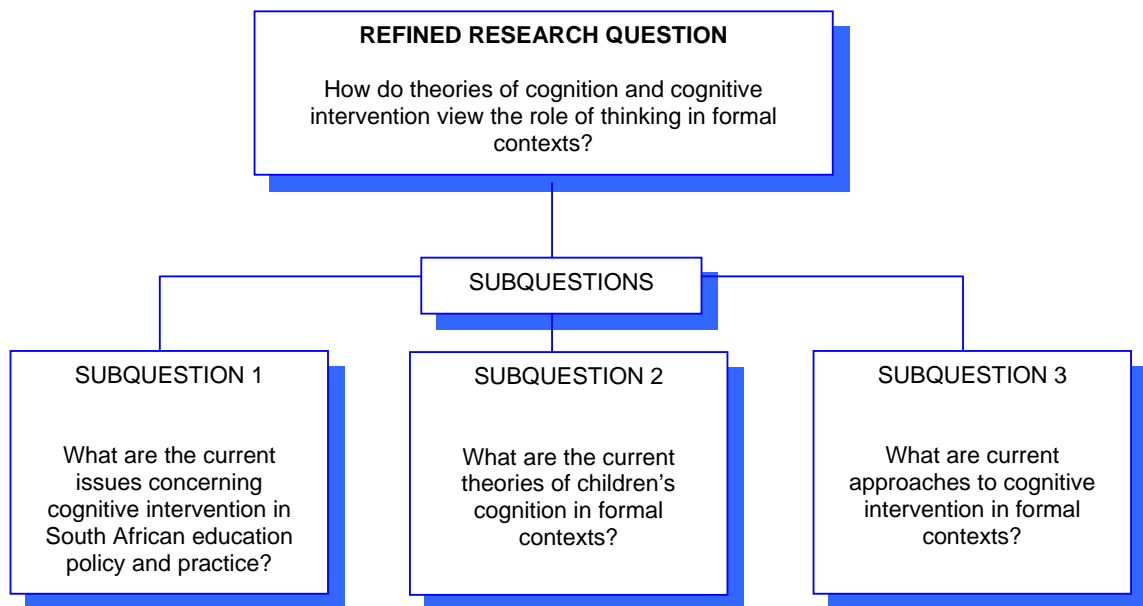 REFINED RESEARCH QUESTION
How do theories of cognition and cognitive
intervention view the role of thinking in formal
contexts?
SUBQUESTIONS
SUBQUESTION 1
What are the current
issues concerning
cognitive intervention in
South African education
policy and practice?
SUBQUESTION 2
What are the current
theories of children’s
cognition in formal
contexts?
SUBQUESTION 3
What are current
approaches to cognitive
intervention in formal
contexts?